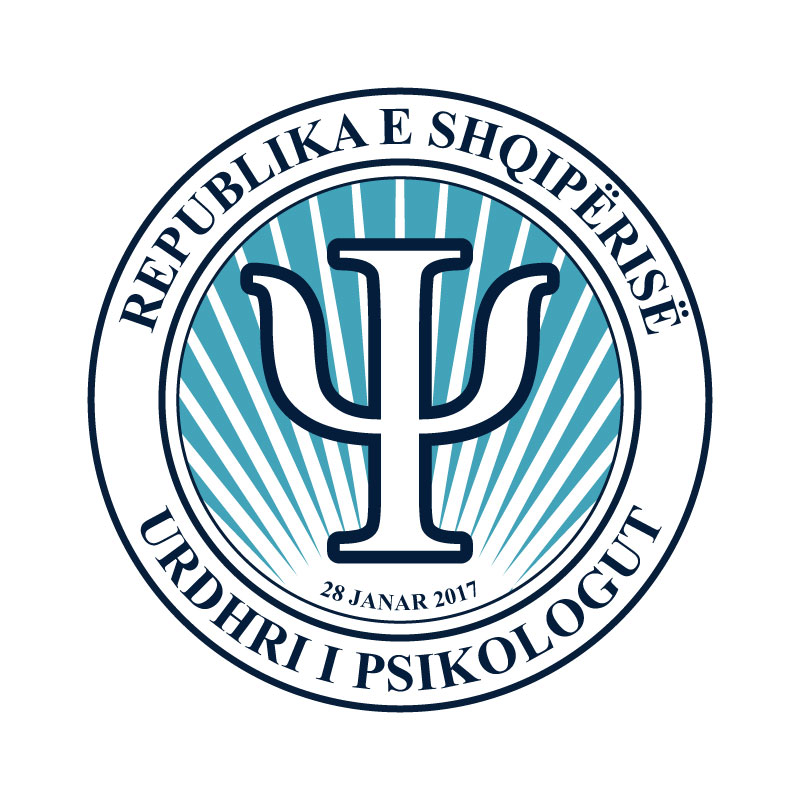 REPUBLIKA E SHQIPËRISË
28 JANAR 2017
URDHRI I PSIKOLOGUT